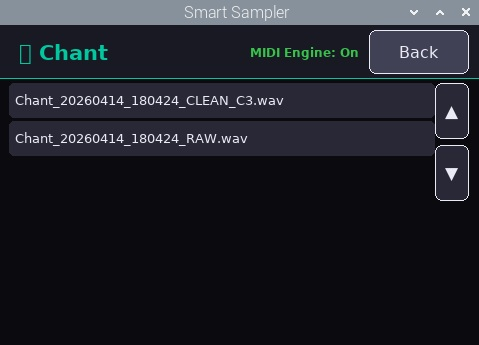 Smart Sampler
Chant
MIDI Engine: On
Back
Chant_20260414_180424_CLEAN_C3.wav
Chant_20260414_180424_RAW.wav